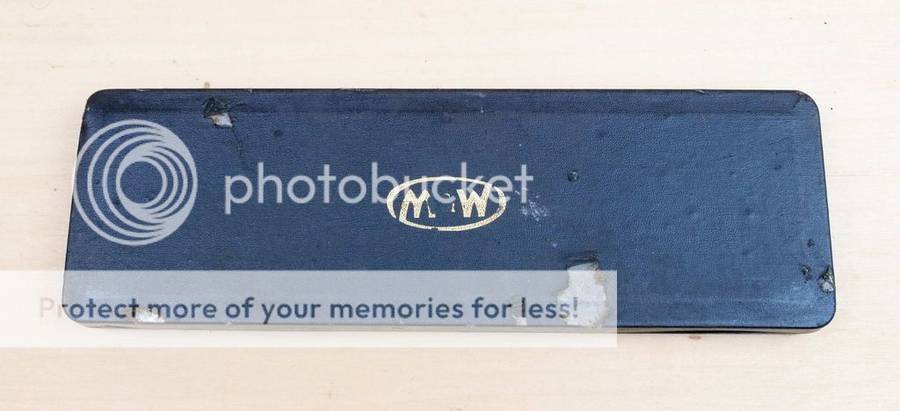 photobucket
M&W
Protect more of your memories for less!